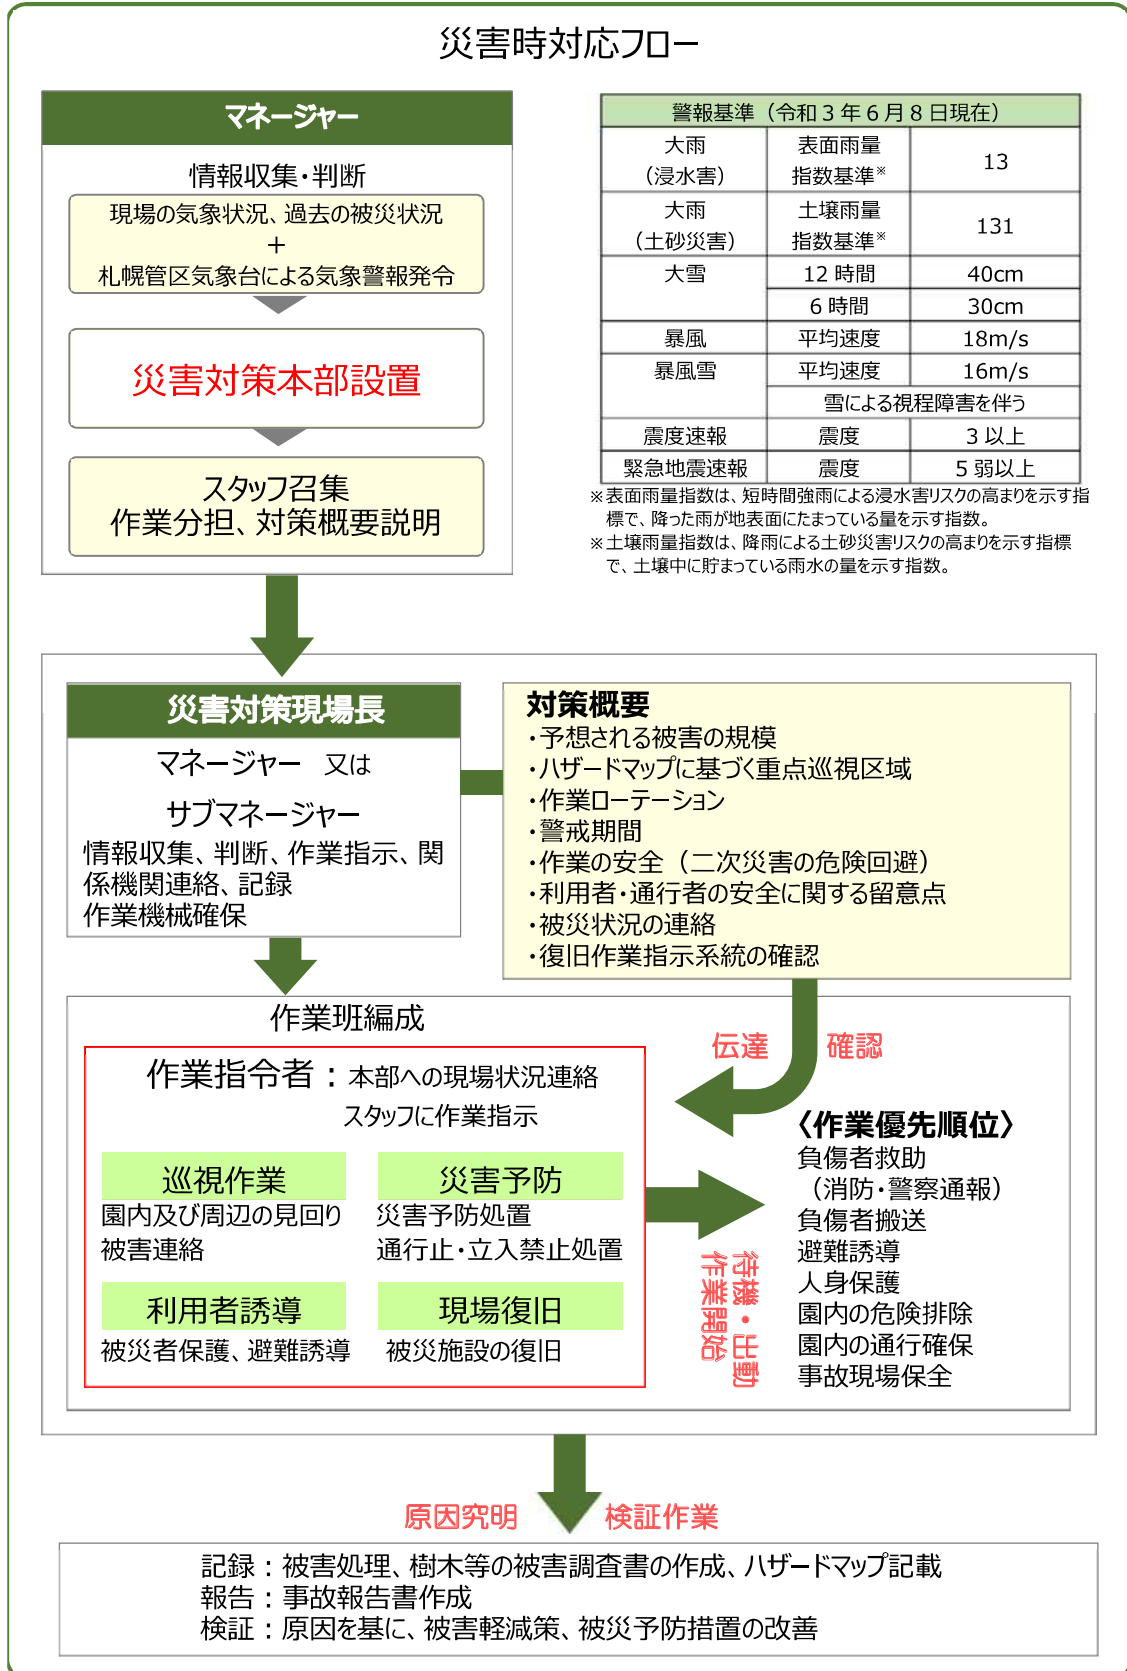 災害時対応フロー
マネージャー
情報収集・判断
現場の気象状況、過去の被災状況
＋
札幌管区気象台による気象警報発令
災害対策本部設置
スタッフ召集
作業分担、対策概要説明
警報基準（令和３年６月８日現在）
大雨 表面雨量
（浸水害） 指数基準※ 13
大雨 土壌雨量
（土砂災害） 指数基準※ 131
大雪 12 時間 40cm
6 時間 30cm
暴風 平均速度 18m/s
暴風雪 平均速度 16m/s
雪による視程障害を伴う
震度速報 震度 3 以上
緊急地震速報 震度 5 弱以上
※表面雨量指数は、短時間強雨による浸水害リスクの高まりを示す指
標で、降った雨が地表面にたまっている量を示す指数。
※土壌雨量指数は、降雨による土砂災害リスクの高まりを示す指標
で、土壌中に貯まっている雨水の量を示す指数。
災害対策現場長
マネージャー 又は
サブマネージャー
情報収集、判断、作業指示、関
係機関連絡、記録
作業機械確保
対策概要
・予想される被害の規模
・ハザードマップに基づく重点巡視区域
・作業ローテーション
・警戒期間
・作業の安全（二次災害の危険回避）
・利用者・通行者の安全に関する留意点
・被災状況の連絡
・復旧作業指示系統の確認
作業班編成
伝達 確認
作業指令者：本部への現場状況連絡
スタッフに作業指示
巡視作業
園内及び周辺の見回り
被害連絡
災害予防
災害予防処置
通行止・立入禁止処置
利用者誘導
被災者保護、避難誘導
現場復旧
被災施設の復旧
待機・出動
作業開始
〈作業優先順位〉
負傷者救助
（消防・警察通報）
負傷者搬送
避難誘導
人身保護
園内の危険排除
園内の通行確保
事故現場保全
原因究明 検証作業
記録：被害処理、樹木等の被害調査書の作成、ハザードマップ記載
報告：事故報告書作成
検証：原因を基に、被害軽減策、被災予防措置の改善